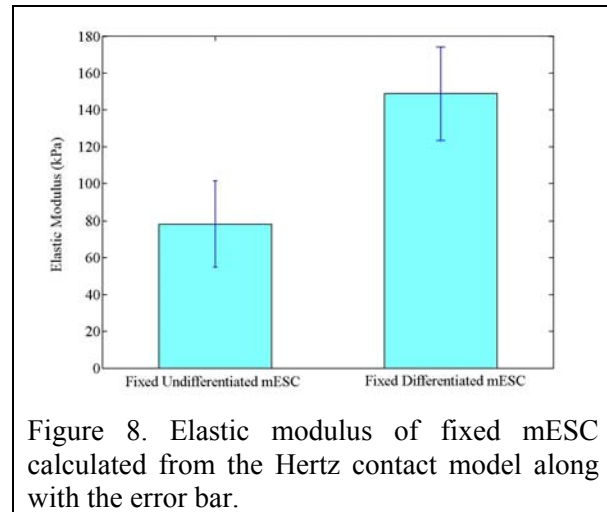 180
160
140
120
100
80
60
40
20
0
Elastic Modulus (kPa)
Fixed Undifferentiated mESC
Fixed Differentiated mESC
Figure 8. Elastic modulus of fixed mESC
calculated from the Hertz contact model along
with the error bar.